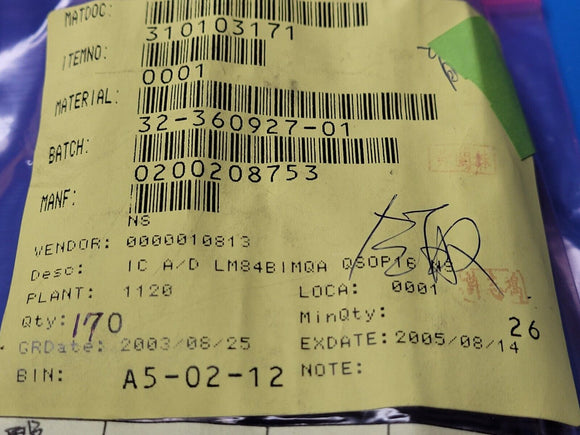 MATDOC:
310103171
ITEMNO:
0001
MATERIAL:
32-360927-01
BATCH:
0200208753
MANF:
NS
VENDOR: 0000010813
Desc: IC A/D LM84BIMQA QSOP16 NS
PLANT: 1120 LOCA: 0001
Qty: 170 MinQty:
26
GRDate: 2003/08/25 EXDATE: 2005/08/14
BIN: A5-02-12 NOTE: